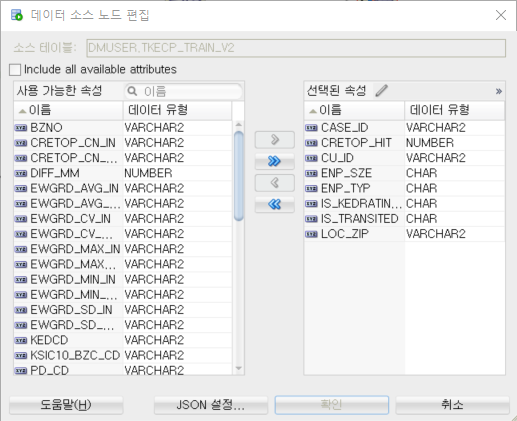 데이터 소스 노드 편집
소스 테이블: DMUSER.TKECP_TRAIN_V2
Include all available attributes
사용 가능한 속성 이름
이름 데이터 유형
BZNO VARCHAR2
CRETOP_CN_IN VARCHAR2
CRETOP_CN_... VARCHAR2
DIFF_MM NUMBER
EWGRD_AVG_IN VARCHAR2
EWGRD_AVG_... VARCHAR2
EWGRD_CV_IN VARCHAR2
EWGRD_CV_... VARCHAR2
EWGRD_MAX_IN VARCHAR2
EWGRD_MAX... VARCHAR2
EWGRD_MIN_IN VARCHAR2
EWGRD_MIN_... VARCHAR2
EWGRD_SD_IN VARCHAR2
EWGRD_SD_... VARCHAR2
KEDCD VARCHAR2
KSIC10_BZC_CD VARCHAR2
PD_CD VARCHAR2
선택된 속성 »
이름 데이터 유형
CASE_ID VARCHAR2
CRETOP_HIT NUMBER
CU_ID VARCHAR2
ENP_SZE CHAR
ENP_TYP CHAR
IS_KEDRATIN... CHAR
IS_TRANSITED CHAR
LOC_ZIP VARCHAR2
도움말(H) JSON 설정... 확인 취소